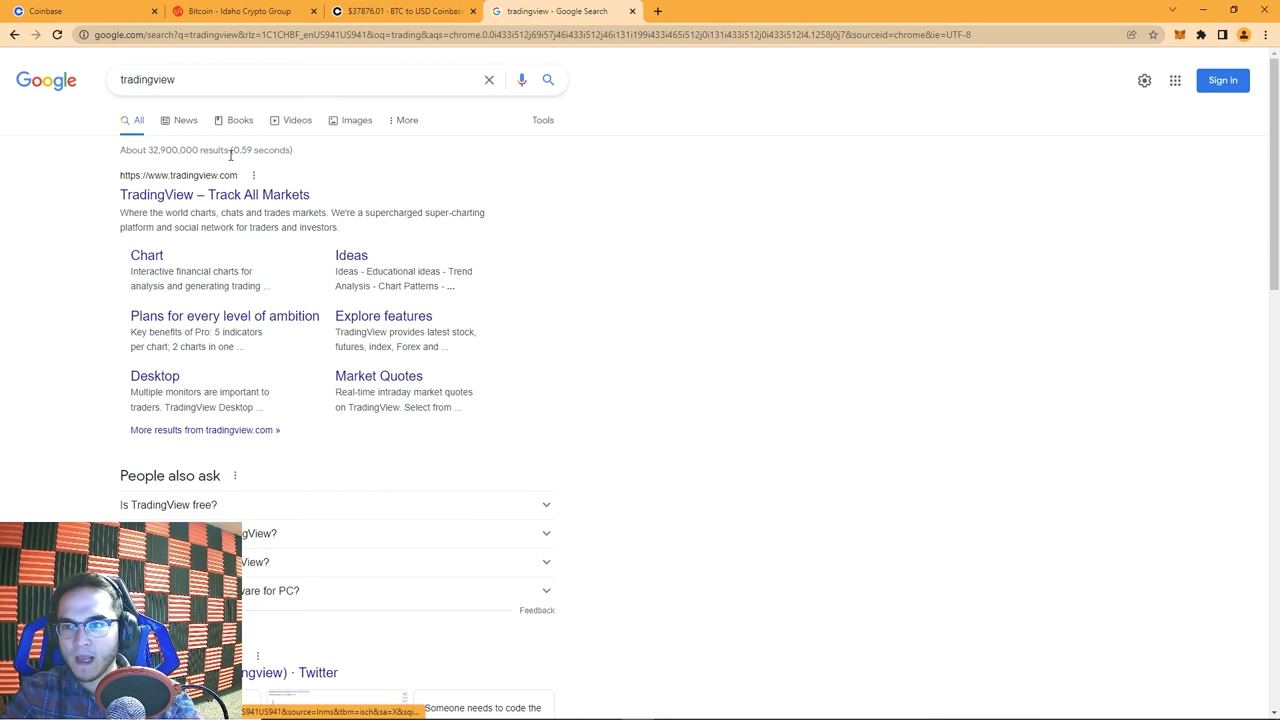 Coinbase
Bitcoin - Idaho Crypto Group
$37876.01 - BTC to USD Coinbas
tradingview - Google Search
google.com/search?q=tradingview&rlz=1C1CHBF_enUS941US941&oq=trading&aqs=chrome.0.0i433i512j69i57j46i433i512j46i131i199i433i465i512j0i131i433i512j0i433i512l4.1258j0j7&sourceid=chrome&ie=UTF-8
Google
tradingview
Sign in
All
News
Books
Videos
Images
More
Tools
About 32,900,000 results (0.59 seconds)
https://www.tradingview.com
TradingView – Track All Markets
Where the world charts, chats and trades markets. We're a supercharged super-charting
platform and social network for traders and investors.
Chart
Interactive financial charts for
analysis and generating trading ...
Ideas
Ideas - Educational ideas - Trend
Analysis - Chart Patterns - ...
Plans for every level of ambition
Key benefits of Pro: 5 indicators
per chart; 2 charts in one ...
Explore features
TradingView provides latest stock,
futures, index, Forex and ...
Desktop
Multiple monitors are important to
traders. TradingView Desktop ...
Market Quotes
Real-time intraday market quotes
on TradingView. Select from ...
More results from tradingview.com »
People also ask
Is TradingView free?
gView?
View?
ware for PC?
Feedback
ngview) · Twitter
Someone needs to code the
S941US941&source=lnms&tbm=isch&sa=X&sqi...